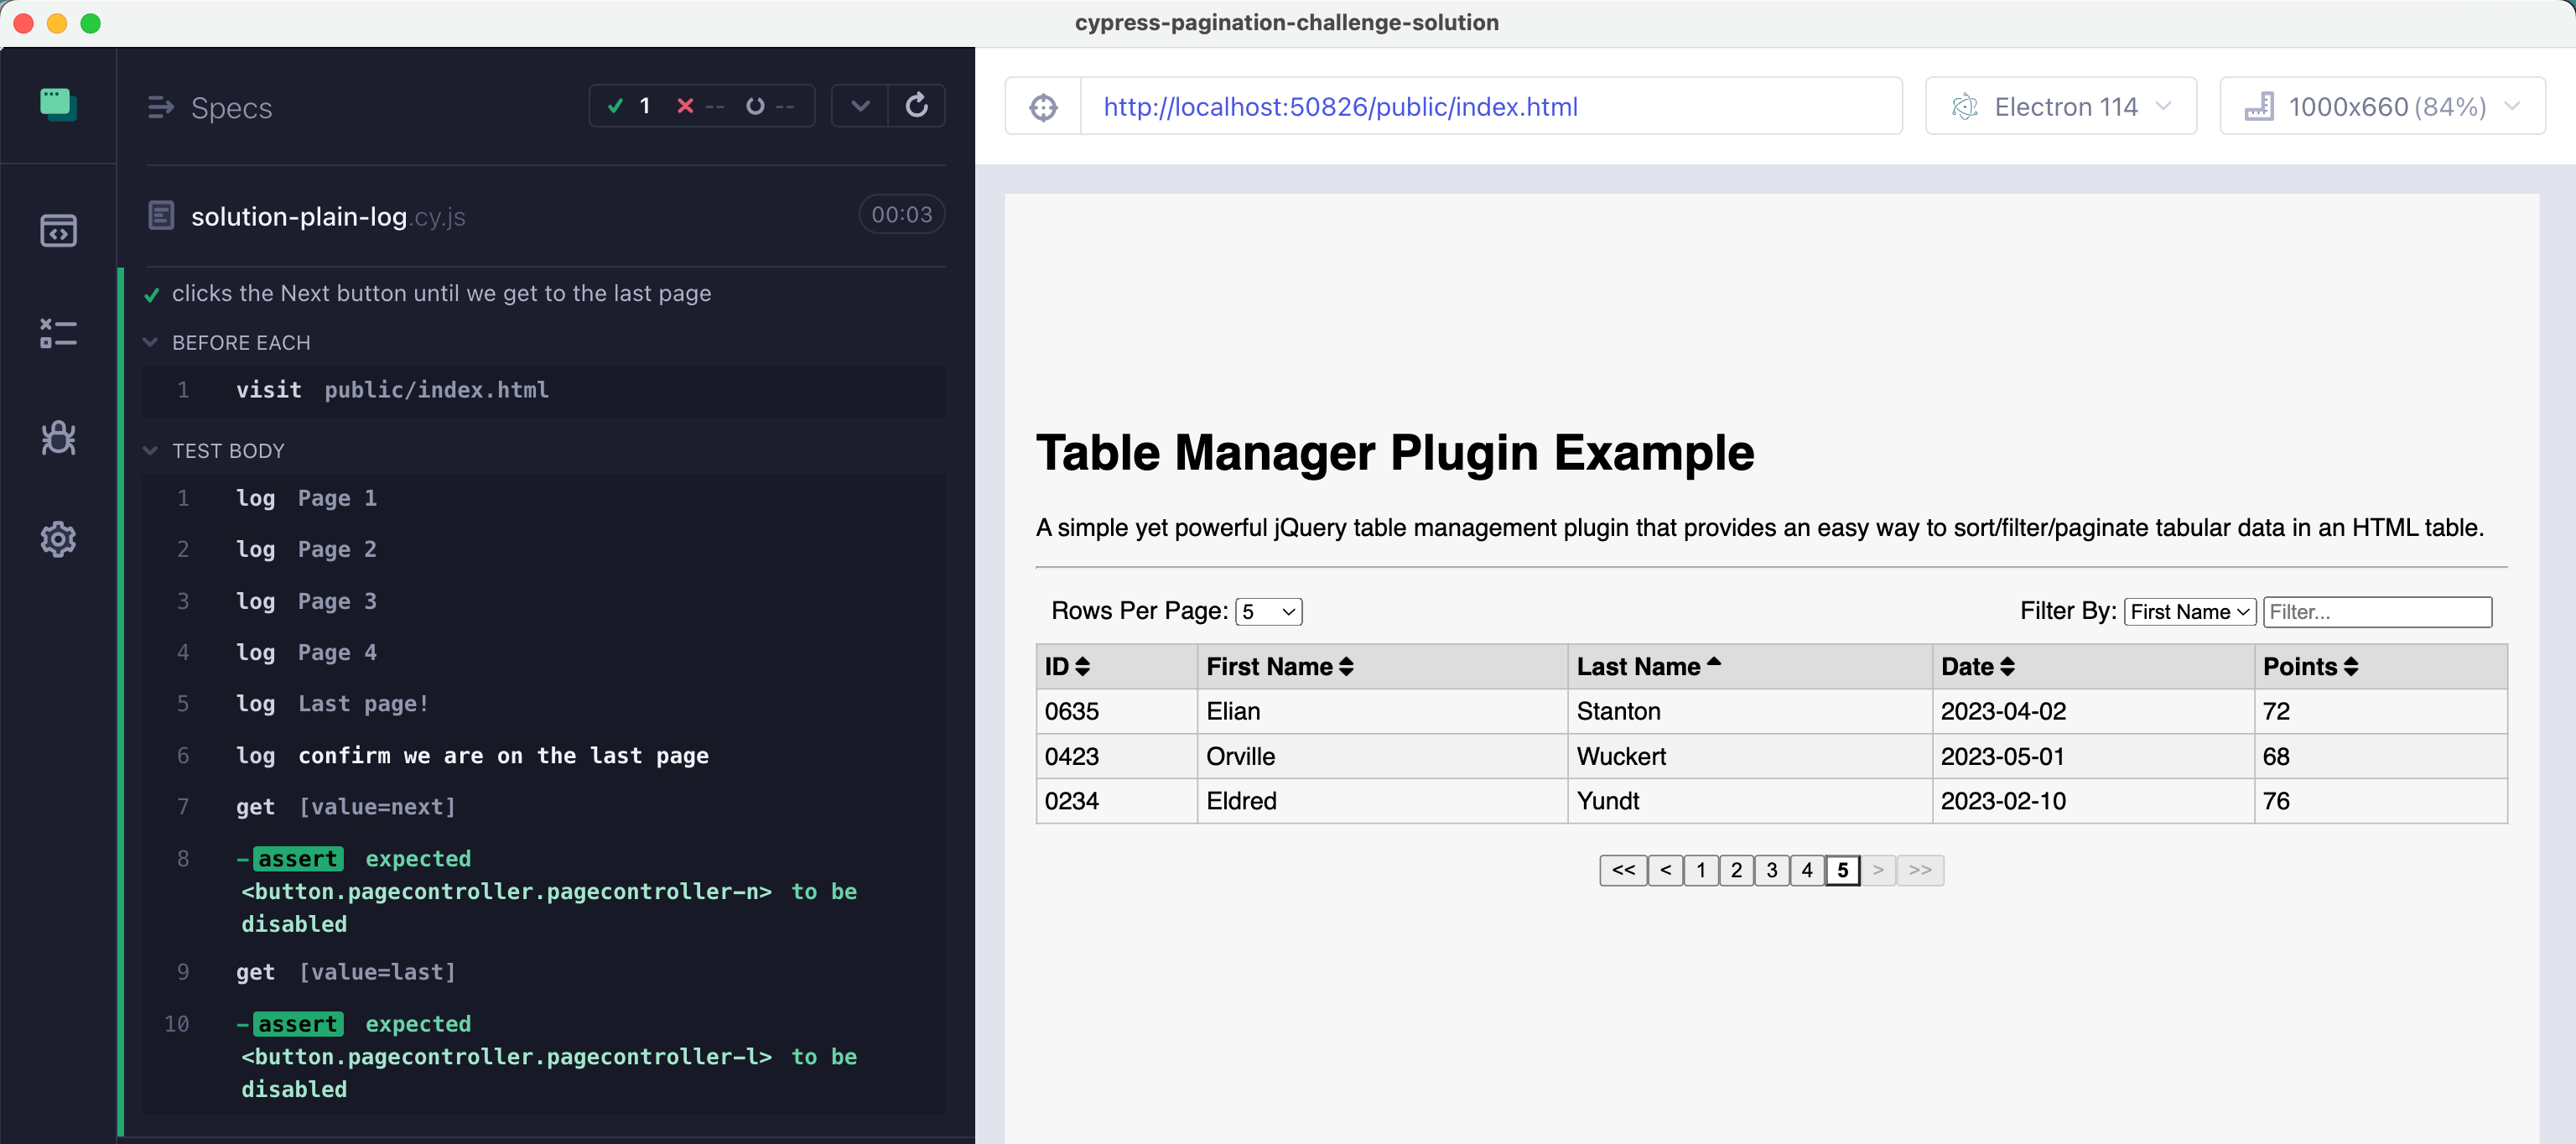 cypress-pagination-challenge-solution
Specs
1 -- --
solution-plain-log.cy.js
00:03
clicks the Next button until we get to the last page
BEFORE EACH
1 visit public/index.html
TEST BODY
1 log Page 1
2 log Page 2
3 log Page 3
4 log Page 4
5 log Last page!
6 log confirm we are on the last page
7 get [value=next]
8 -assert expected
<button.pagecontroller.pagecontroller-n> to be
disabled
9 get [value=last]
10 -assert expected
<button.pagecontroller.pagecontroller-l> to be
disabled
http://localhost:50826/public/index.html
Electron 114
1000x660 (84%)
Table Manager Plugin Example
A simple yet powerful jQuery table management plugin that provides an easy way to sort/filter/paginate tabular data in an HTML table.
Rows Per Page: 5
Filter By: First Name Filter...
ID First Name Last Name Date Points
0635 Elian Stanton 2023-04-02 72
0423 Orville Wuckert 2023-05-01 68
0234 Eldred Yundt 2023-02-10 76
<< < 1 2 3 4 5 > >>